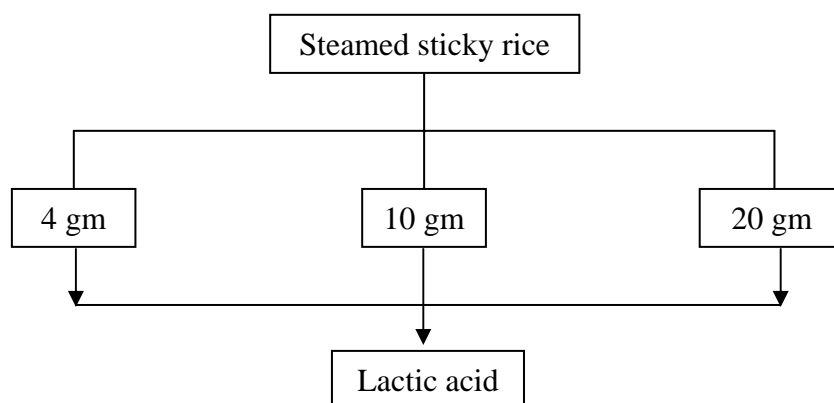 Steamed sticky rice
4 gm
10 gm
20 gm
Lactic acid